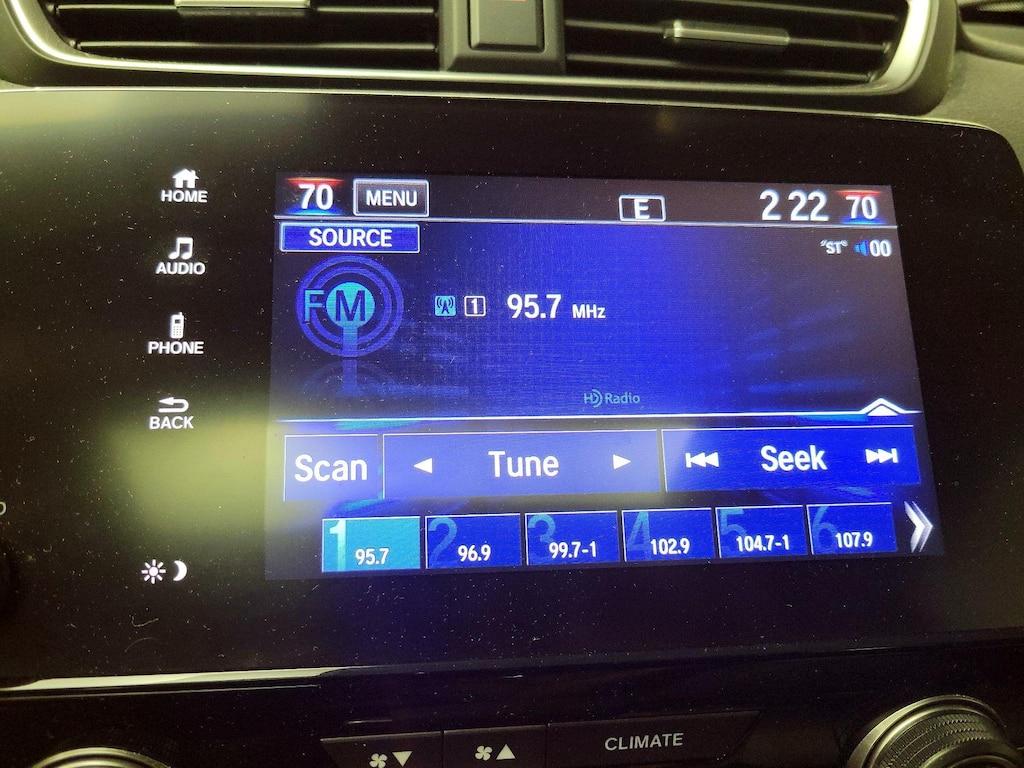 HOME
AUDIO
PHONE
BACK
70 MENU E 2 22 70
SOURCE
"ST" 00
FM 1 95.7 MHz
HD Radio
Scan Tune Seek
1 95.7 2 96.9 3 99.7-1 4 102.9 5 104.7-1 6 107.9
CLIMATE